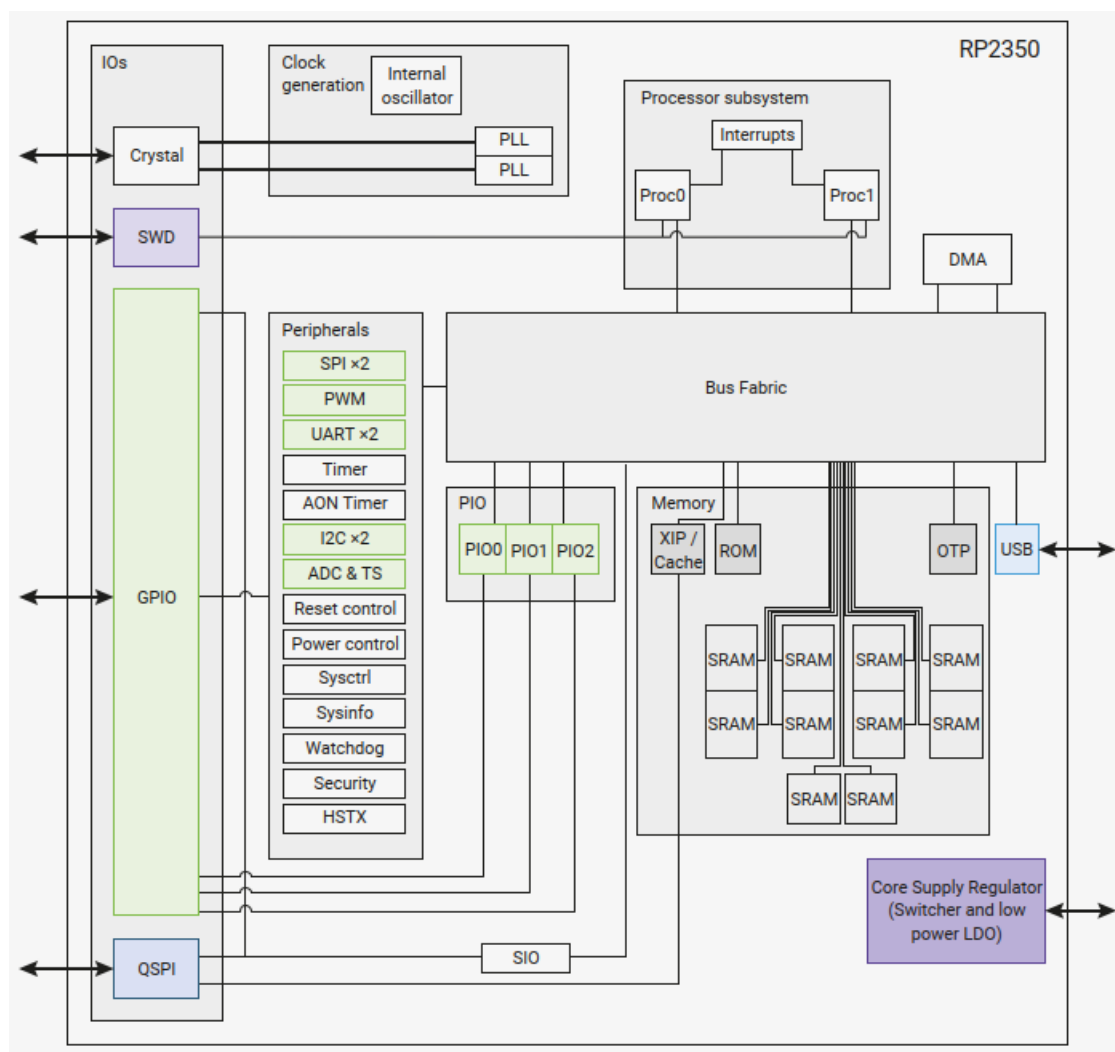 RP2350
IOs
Clock
generation
Internal
oscillator
Crystal
PLL
PLL
Processor subsystem
Interrupts
Proc0
Proc1
SWD
DMA
GPIO
Peripherals
SPI ×2
PWM
UART ×2
Timer
AON Timer
I2C ×2
ADC & TS
Reset control
Power control
Sysctrl
Sysinfo
Watchdog
Security
HSTX
Bus Fabric
PIO
PIO0
PIO1
PIO2
Memory
XIP /
Cache
ROM
OTP
USB
SRAM
SRAM
SRAM
SRAM
SRAM
SRAM
SRAM
SRAM
SRAM
SRAM
Core Supply Regulator
(Switcher and low
power LDO)
QSPI
SIO